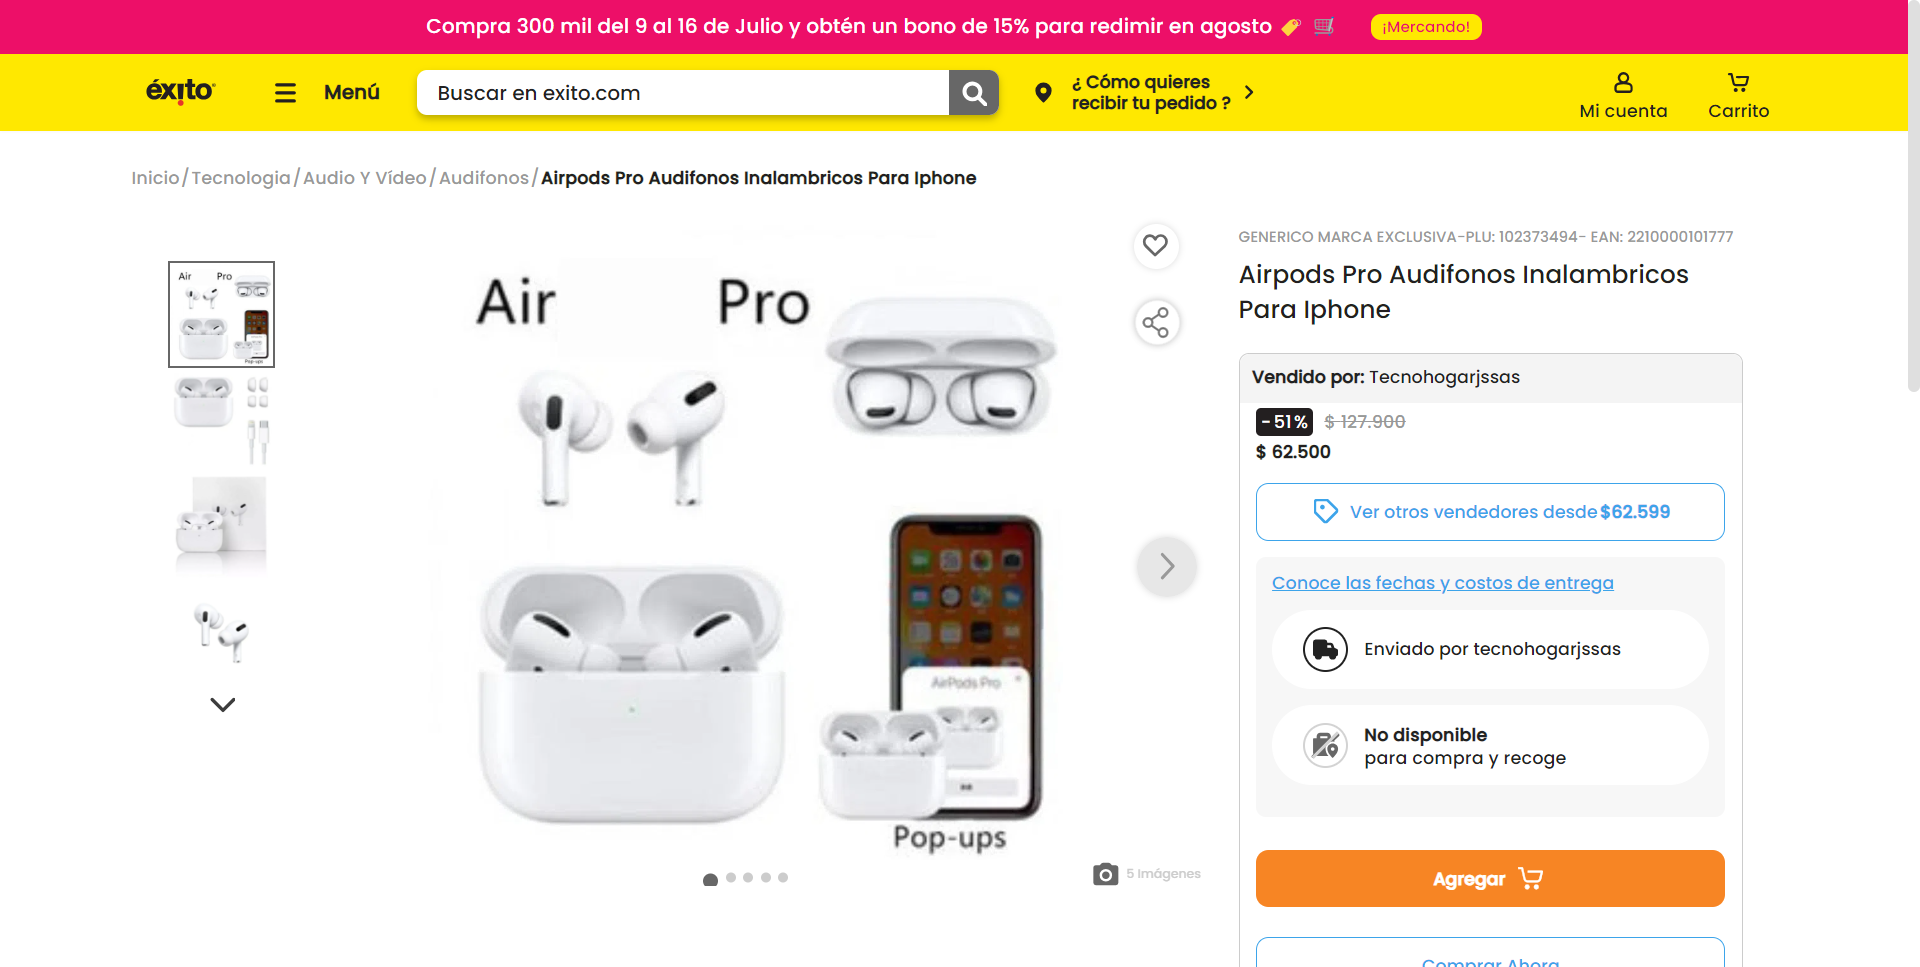 Compra 300 mil del 9 al 16 de Julio y obtén un bono de 15% para redimir en agosto
¡Mercando!
éxito
Menú
Buscar en exito.com
¿ Cómo quieres
recibir tu pedido ?
Mi cuenta
Carrito
Inicio/Tecnologia/Audio Y Vídeo/Audifonos/Airpods Pro Audifonos Inalambricos Para Iphone
GENERICO MARCA EXCLUSIVA-PLU: 102373494- EAN: 2210000101777
Airpods Pro Audifonos Inalambricos
Para Iphone
Air Pro
Air Pro
AirPods Pro
Pop-ups
Pop-ups
Vendido por: Tecnohogarjssas
-51% $ 127.900
$ 62.500
Ver otros vendedores desde $62.599
Conoce las fechas y costos de entrega
Enviado por tecnohogarjssas
No disponible
para compra y recoge
5 Imágenes
Agregar
Comprar Ahora